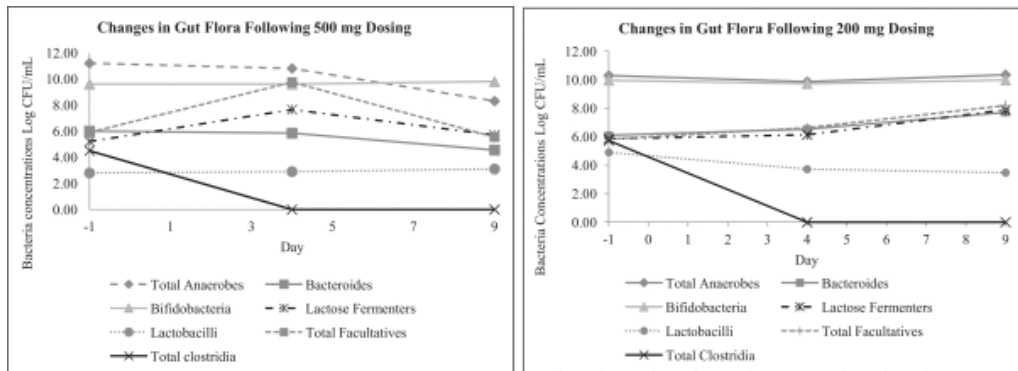 Changes in Gut Flora Following 500 mg Dosing
Bacteria concentrations Log CFU/mL
12.00
10.00
8.00
6.00
4.00
2.00
0.00
-1 1 3 5 7 9
Day
Total Anaerobes Bacteroides
Bifidobacteria Lactose Fermenters
Lactobacilli Total Facultatives
Total clostridia
Changes in Gut Flora Following 200 mg Dosing
Bacteria Concentrations Log CFU/mL
12.00
10.00
8.00
6.00
4.00
2.00
0.00
-1 0 1 2 3 4 5 6 7 8 9
Day
Total Anaerobes Bacteroides
Bifidobacteria Lactose Fermenters
Lactobacilli Total Facultatives
Total Clostridia